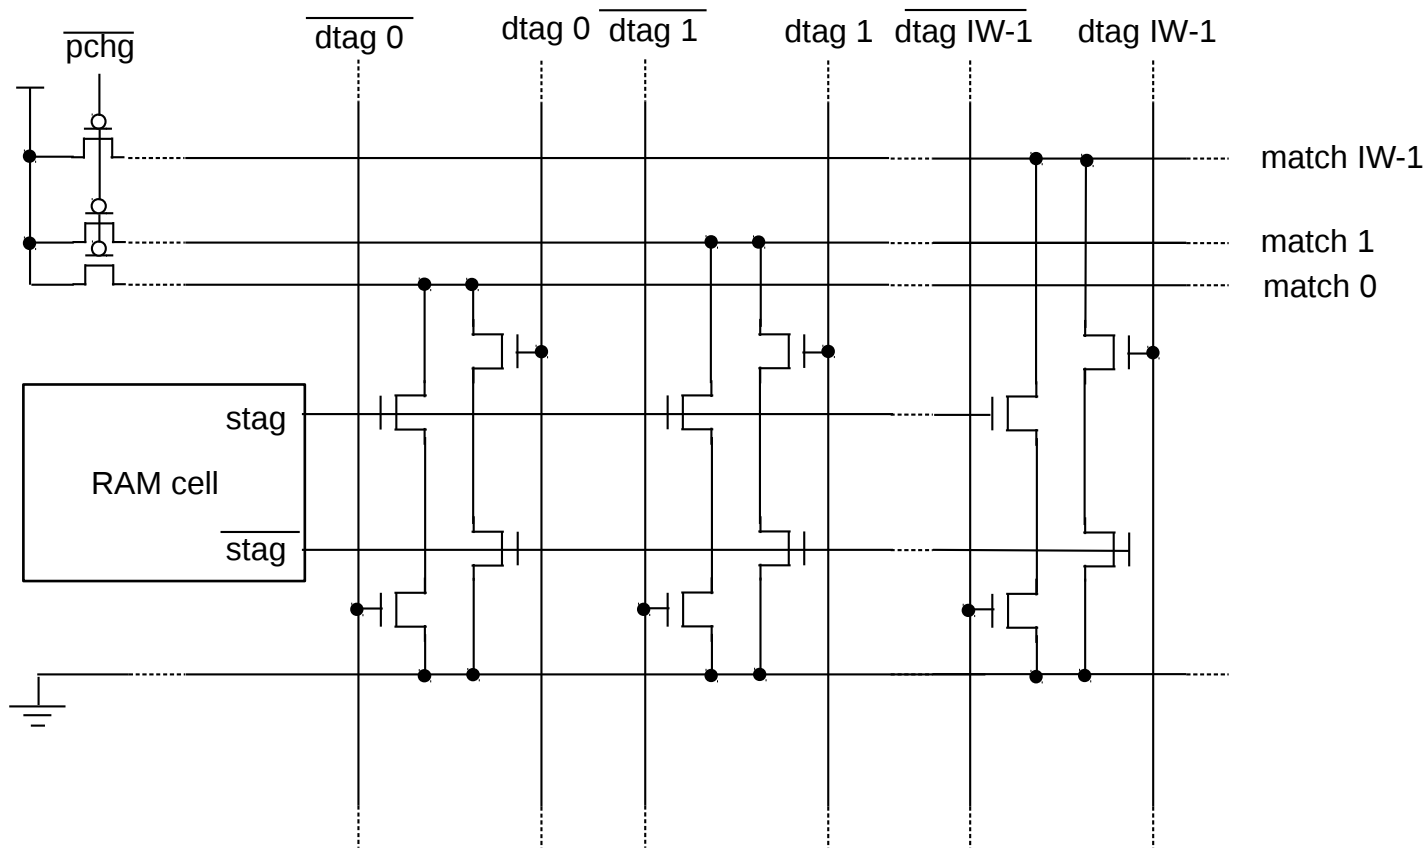 pchg
dtag 0
dtag 0
dtag 1
dtag 1
dtag IW-1
dtag IW-1
match IW-1
match 1
match 0
stag
RAM cell
stag